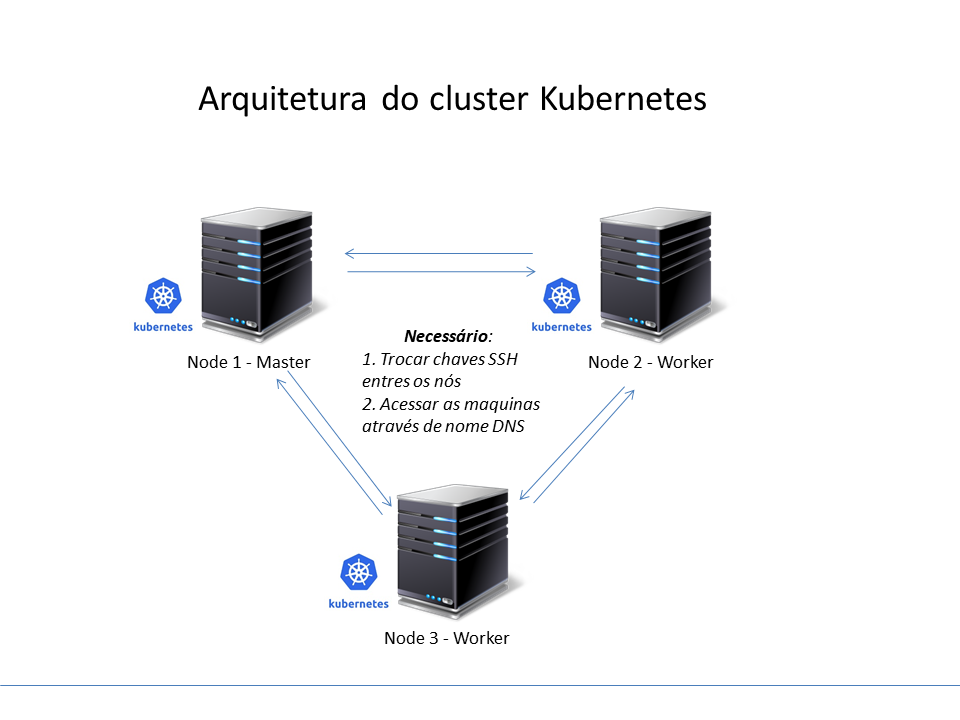 Arquitetura do cluster Kubernetes
kubernetes
kubernetes
Node 1 - Master
Node 2 - Worker
Necessário:
1. Trocar chaves SSH
entres os nós
2. Acessar as maquinas
através de nome DNS
kubernetes
Node 3 - Worker